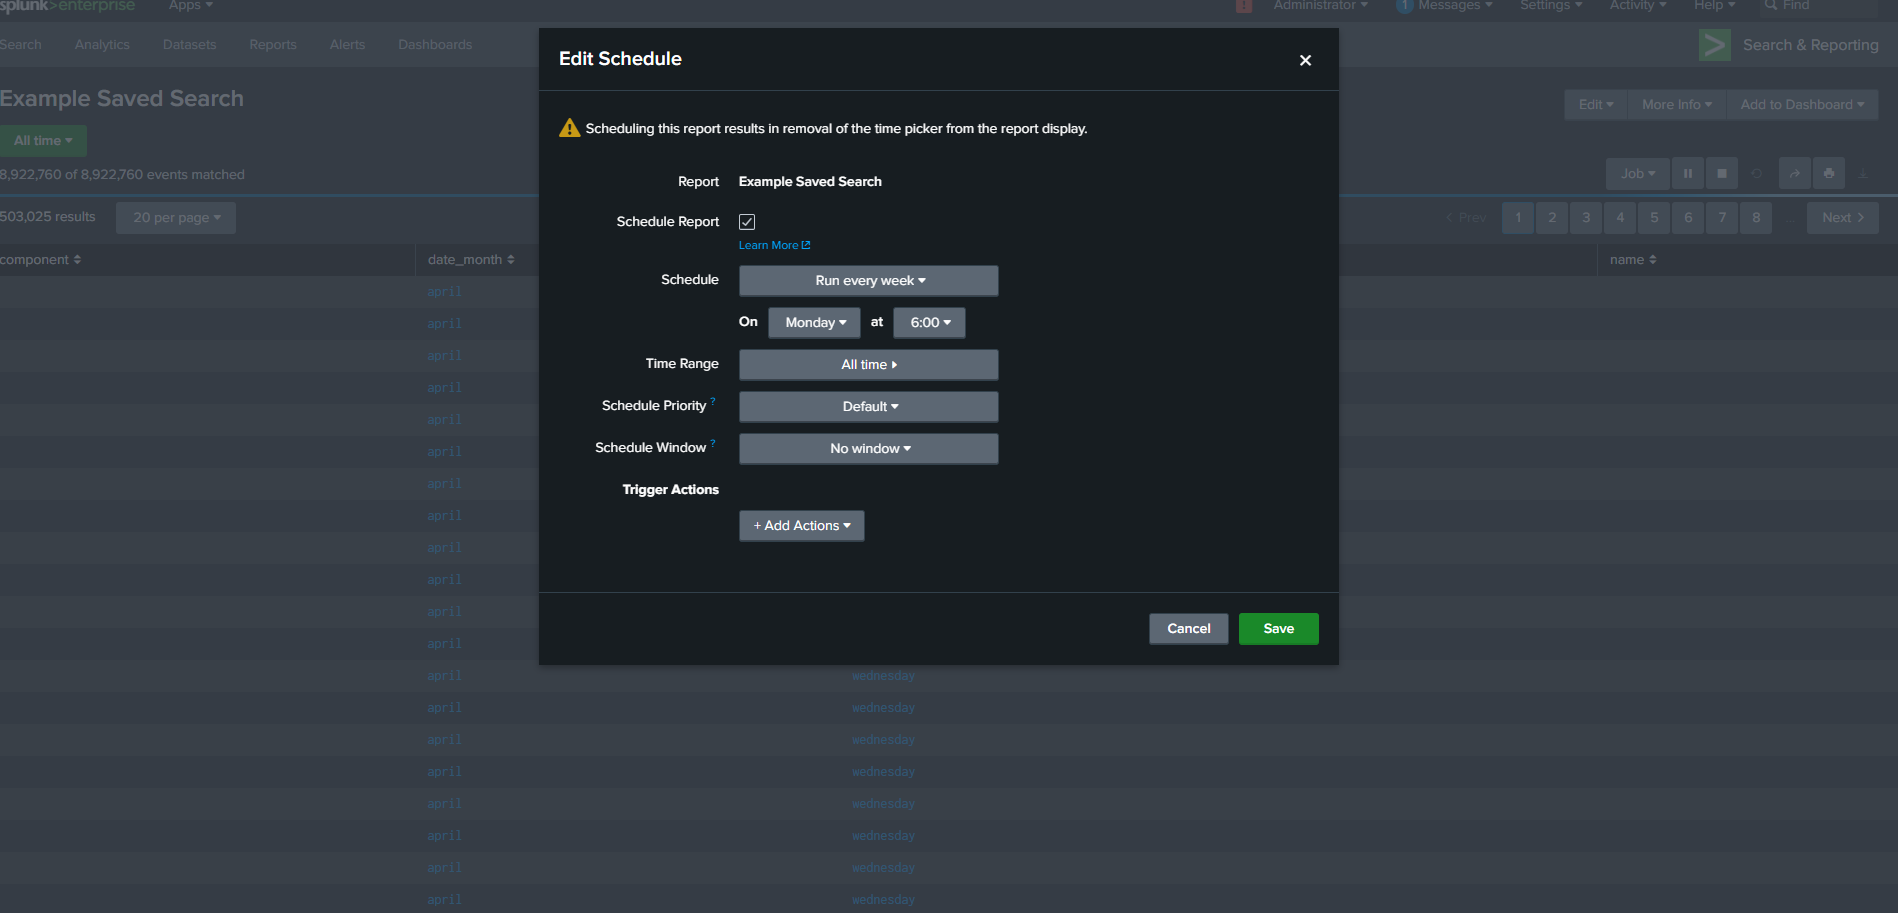 splunk>enterprise Apps Administrator 1 Messages Settings Activity Help Find
Search Analytics Datasets Reports Alerts Dashboards Search & Reporting
Edit Schedule
Example Saved Search
Edit More Info Add to Dashboard
Scheduling this report results in removal of the time picker from the report display.
All time
8,922,760 of 8,922,760 events matched
Job
Report Example Saved Search
503,025 results 20 per page
< Prev 1 2 3 4 5 6 7 8 ... Next >
Schedule Report
Learn More
component date_month name
Schedule Run every week
On Monday at 6:00
Time Range All time
Schedule Priority ? Default
Schedule Window ? No window
Trigger Actions
+ Add Actions
Cancel Save
april
april
april
april
april
april
april
april
april
april
april
april
april wednesday
april wednesday
april wednesday
april wednesday
april wednesday
april wednesday
april wednesday
april wednesday